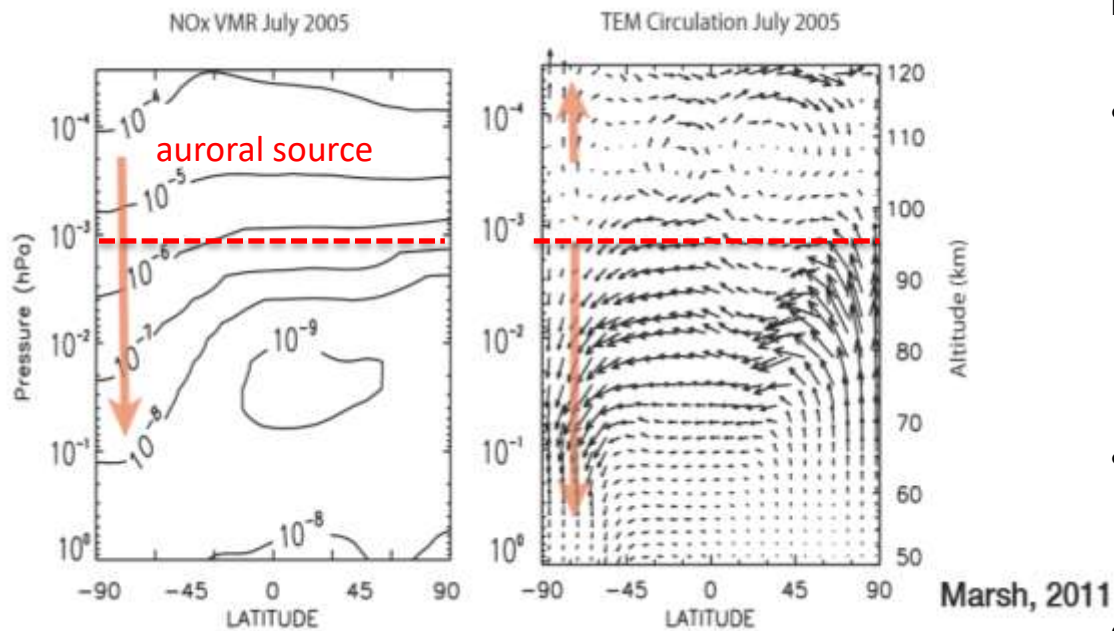 NOx VMR July 2005
TEM Circulation July 2005
auroral source
10⁻⁴
10⁻⁵
10⁻⁶
10⁻⁷
10⁻⁸
10⁻⁹
10⁻⁸
Pressure (hPa)
10⁻⁴
10⁻³
10⁻²
10⁻¹
10⁰
−90 −45 0 45 90
LATITUDE
10⁻⁴
10⁻³
10⁻²
10⁻¹
10⁰
−90 −45 0 45 90
LATITUDE
120
110
100
90
80
70
60
50
Altitude (km)
Marsh, 2011